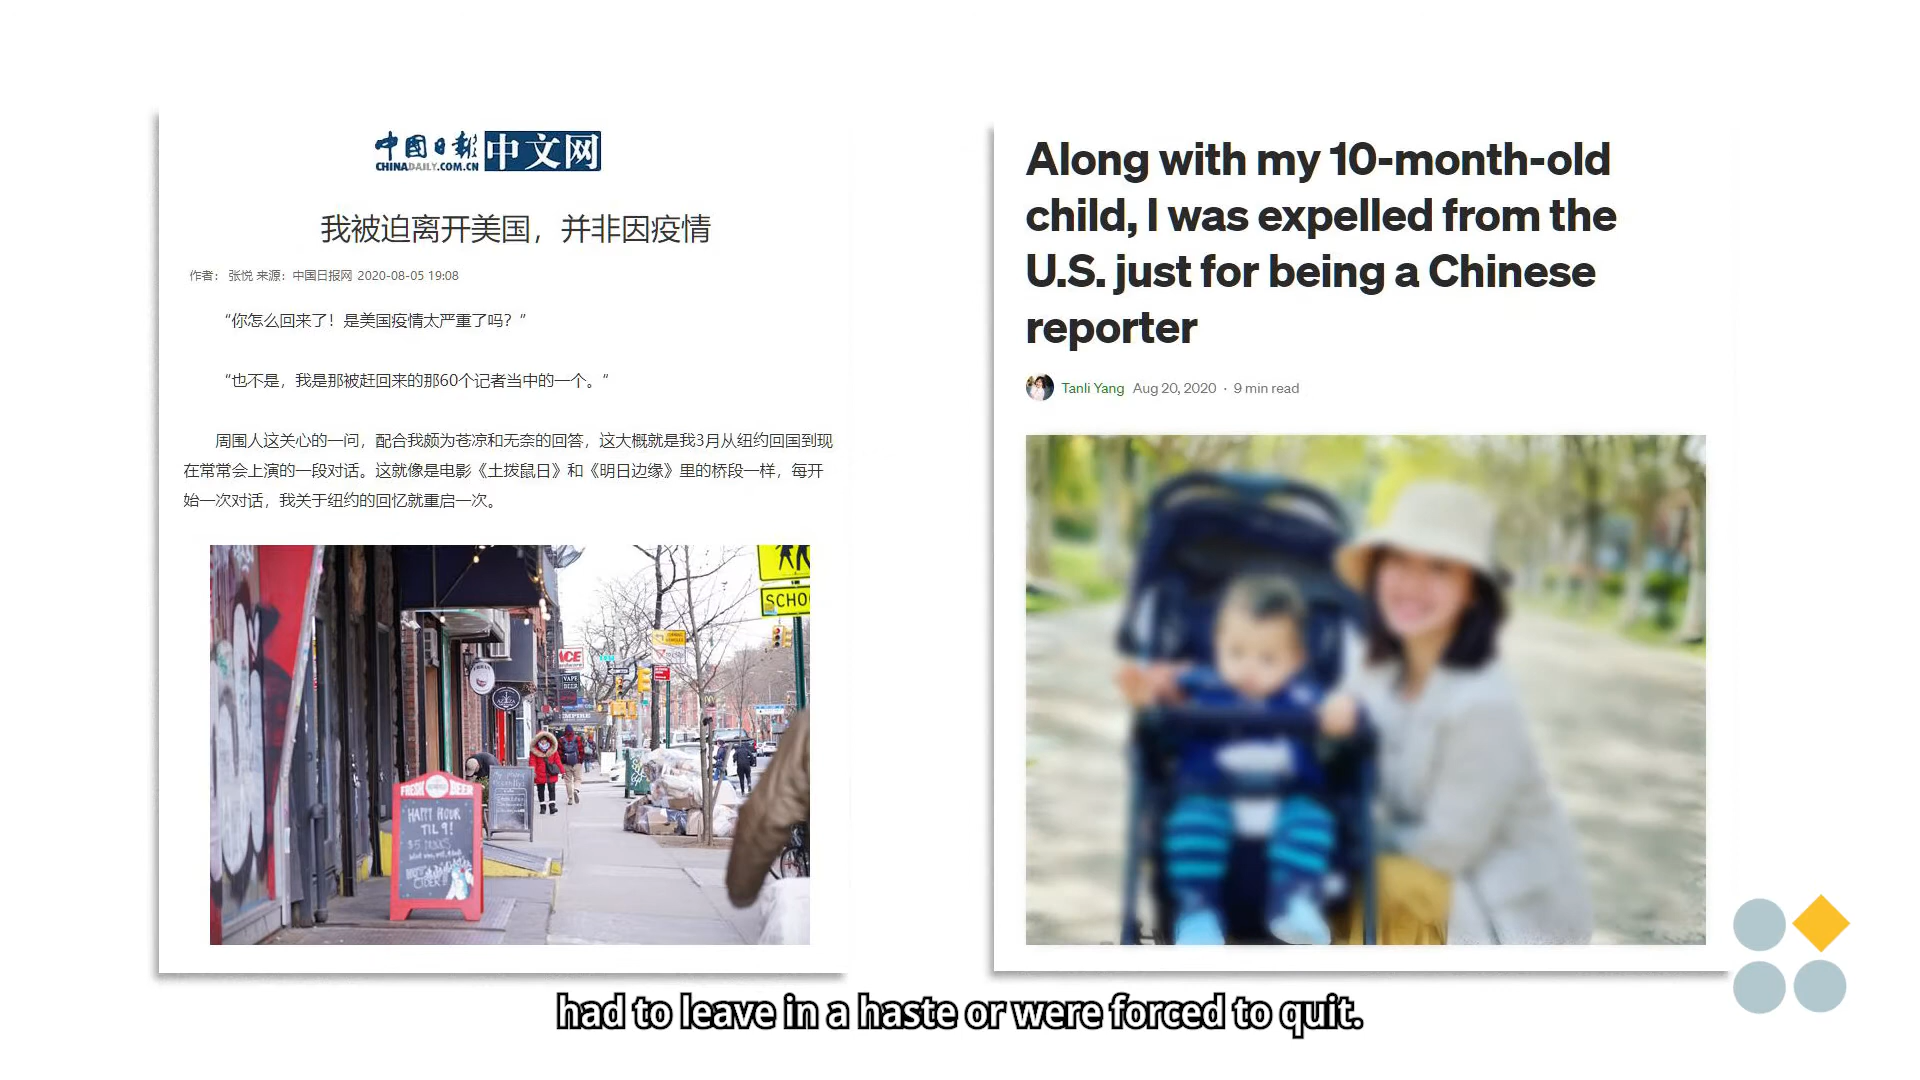 中國日報 中文网
CHINADAILY.COM.CN
我被迫离开美国，并非因疫情
作者： 张悦 来源：中国日报网 2020-08-05 19:08
“你怎么回来了！是美国疫情太严重了吗？“
“也不是，我是那被赶回来的那60个记者当中的一个。“
周围人这关心的一问，配合我颇为苍凉和无奈的回答，这大概就是我3月从纽约回国到现
在常常会上演的一段对话。这就像是电影《土拨鼠日》和《明日边缘》里的桥段一样，每开
始一次对话，我关于纽约的回忆就重启一次。
SCHO
ACE
VAPE
BEER
EMPIRE
FRESH BEER
HAPPY HOUR
TIL 9!
CIDER
Along with my 10-month-old
child, I was expelled from the
U.S. just for being a Chinese
reporter
Tanli Yang Aug 20, 2020 · 9 min read
had to leave in a haste or were forced to quit.